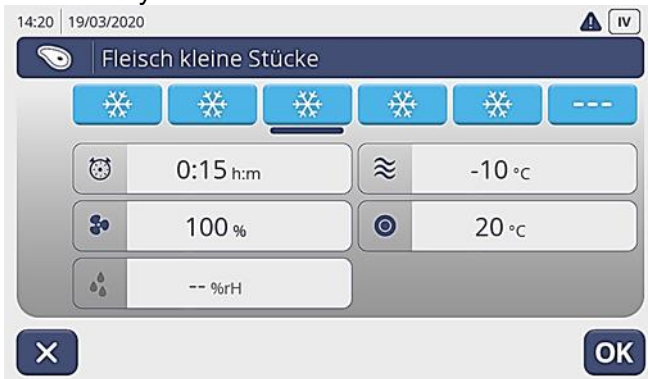 14:20 19/03/2020 IV
Fleisch kleine Stücke
---
0:15 h:m -10 °C
100 % 20 °C
-- %rH
OK